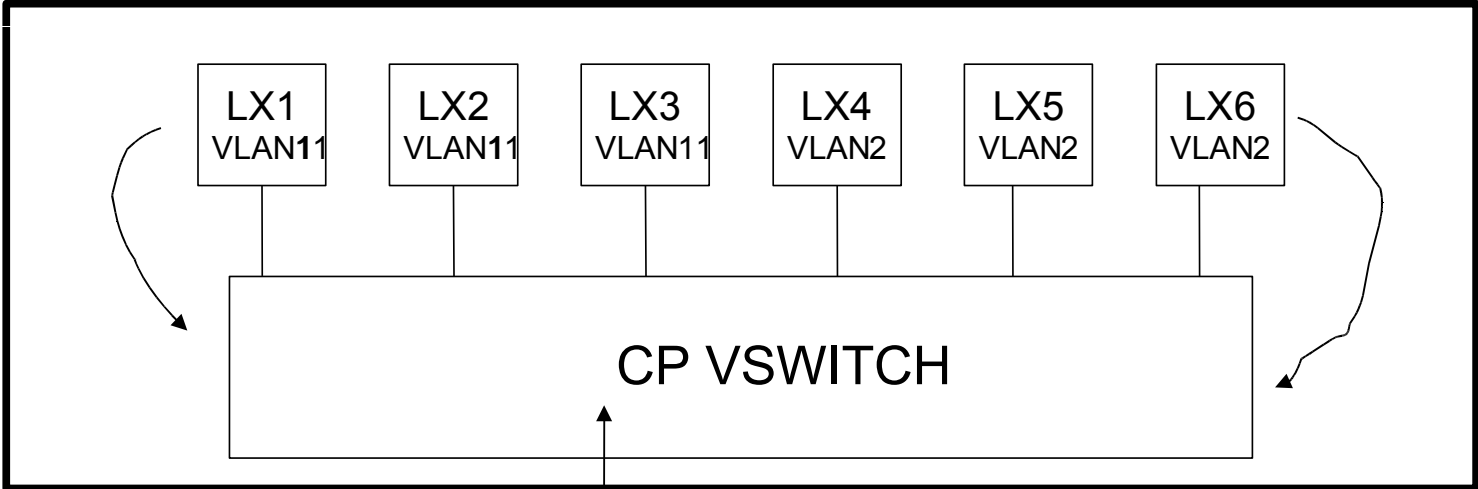 LX1
VLAN11
LX2
VLAN11
LX3
VLAN11
LX4
VLAN2
LX5
VLAN2
LX6
VLAN2
CP VSWITCH